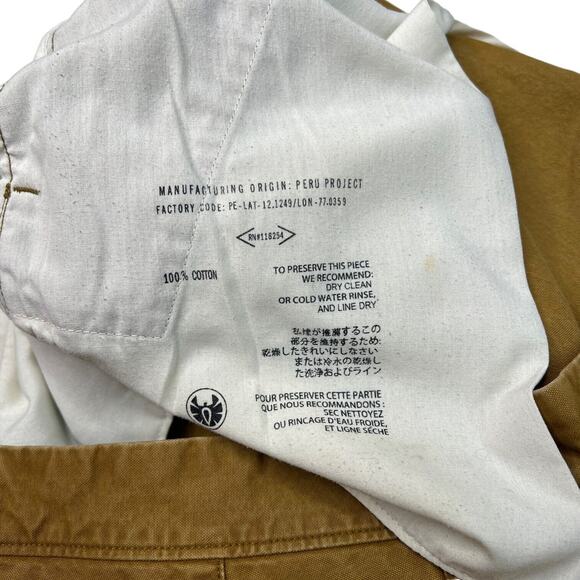 MANUFACTURING ORIGIN: PERU PROJECT
FACTORY CODE: PE-LAT-12.1249/LON-77.0359
RN#118254
100% COTTON
TO PRESERVE THIS PIECE
WE RECOMMEND:
DRY CLEAN
OR COLD WATER RINSE,
AND LINE DRY
私達が推薦するこの
部分を維持するため:
乾燥したきれいにしなさい
または冷水の乾燥し
た洗浄およびライン
POUR PRESERVER CETTE PARTIE
QUE NOUS RECOMMANDONS :
SEC NETTOYEZ
OU RINCAGE D'EAU FROIDE,
ET LIGNE SÈCHE